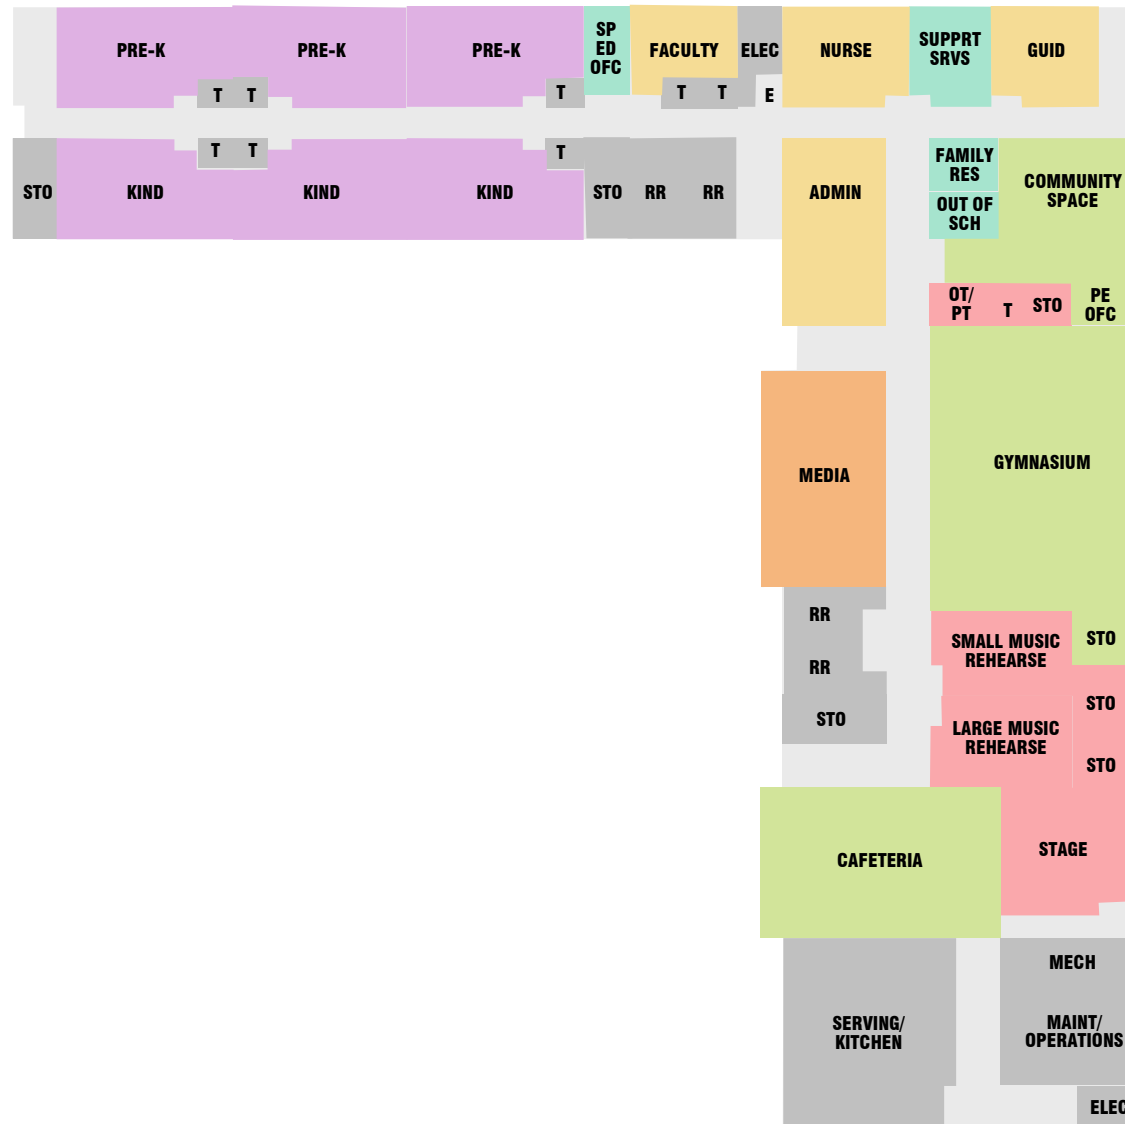 PRE-K
PRE-K
PRE-K
SP
ED
OFC
FACULTY
ELEC
NURSE
SUPPRT
SRVS
GUID
T
T
T
T
T
E
T
T
T
STO
KIND
KIND
KIND
STO
RR
RR
ADMIN
FAMILY
RES
OUT OF
SCH
COMMUNITY
SPACE
OT/
PT
T
STO
PE
OFC
MEDIA
GYMNASIUM
RR
RR
STO
SMALL MUSIC
REHEARSE
STO
LARGE MUSIC
REHEARSE
STO
STO
CAFETERIA
STAGE
SERVING/
KITCHEN
MECH
MAINT/
OPERATIONS
ELEC